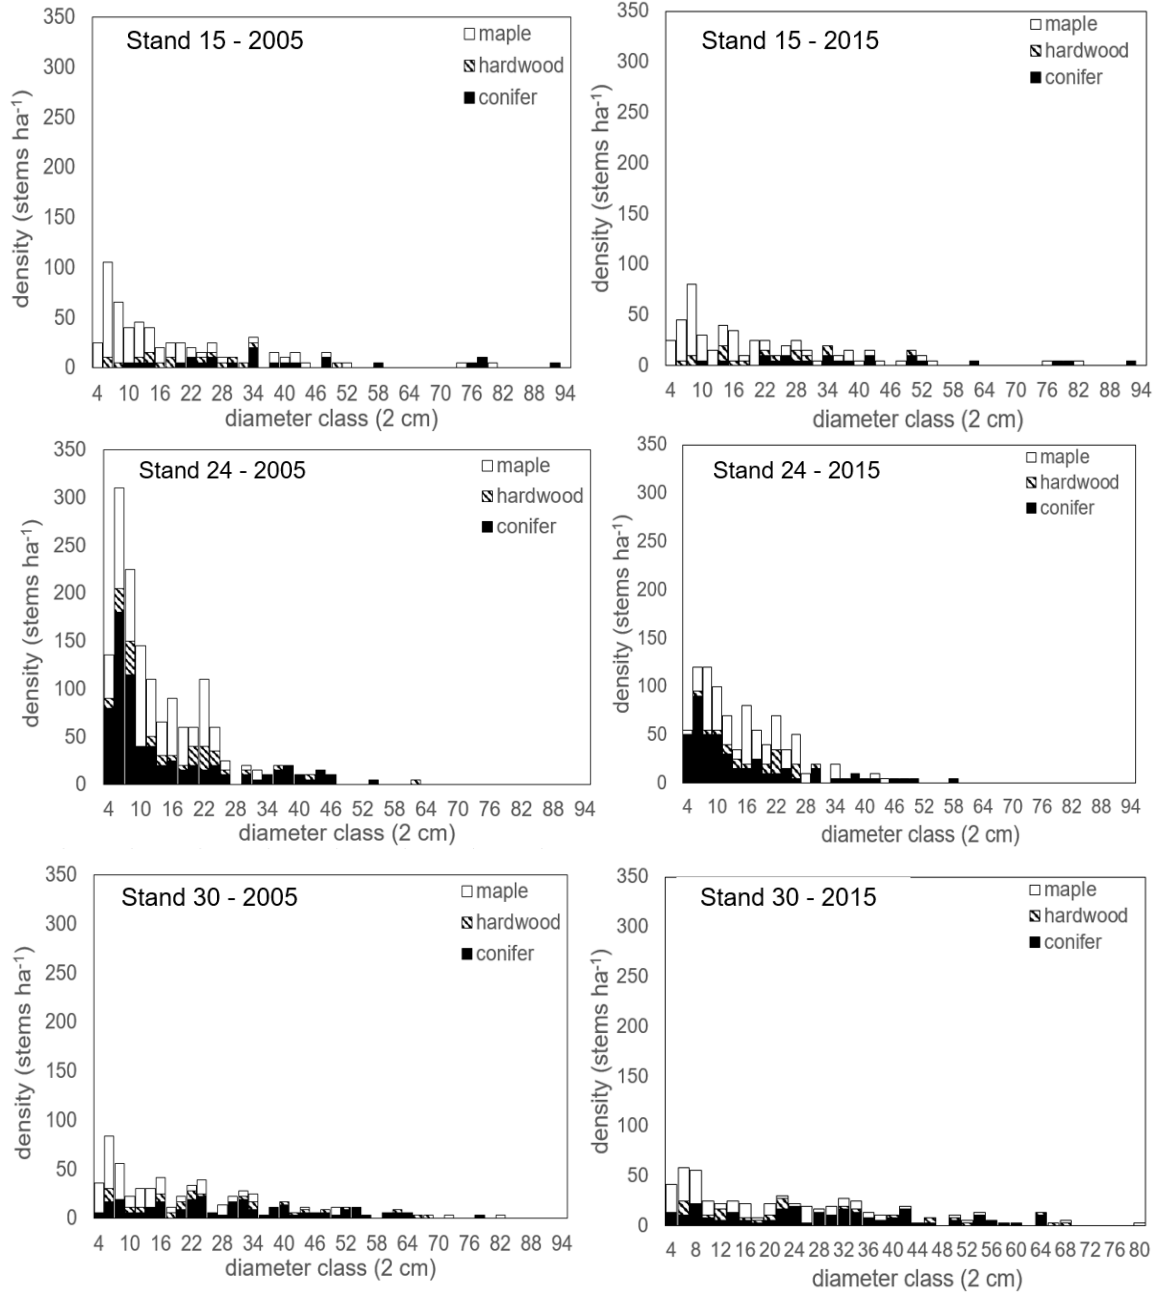 Stand 15 - 2005
maple
hardwood
conifer
density (stems ha-1)
350
300
250
200
150
100
50
0
4 10 16 22 28 34 40 46 52 58 64 70 76 82 88 94
diameter class (2 cm)
Stand 15 - 2015
maple
hardwood
conifer
density (stems ha-1)
350
300
250
200
150
100
50
0
4 10 16 22 28 34 40 46 52 58 64 70 76 82 88 94
diameter class (2 cm)
Stand 24 - 2005
maple
hardwood
conifer
density (stems ha-1)
350
300
250
200
150
100
50
0
4 10 16 22 28 34 40 46 52 58 64 70 76 82 88 94
diameter class (2 cm)
Stand 24 - 2015
maple
hardwood
conifer
density (stems ha-1)
350
300
250
200
150
100
50
0
4 10 16 22 28 34 40 46 52 58 64 70 76 82 88 94
diameter class (2 cm)
Stand 30 - 2005
maple
hardwood
conifer
density (stems ha-1)
350
300
250
200
150
100
50
0
4 10 16 22 28 34 40 46 52 58 64 70 76 82 88 94
diameter class (2 cm)
Stand 30 - 2015
maple
hardwood
conifer
density (stems ha-1)
350
300
250
200
150
100
50
0
4 8 12 16 20 24 28 32 36 40 44 48 52 56 60 64 68 72 76 80
diameter class (2 cm)